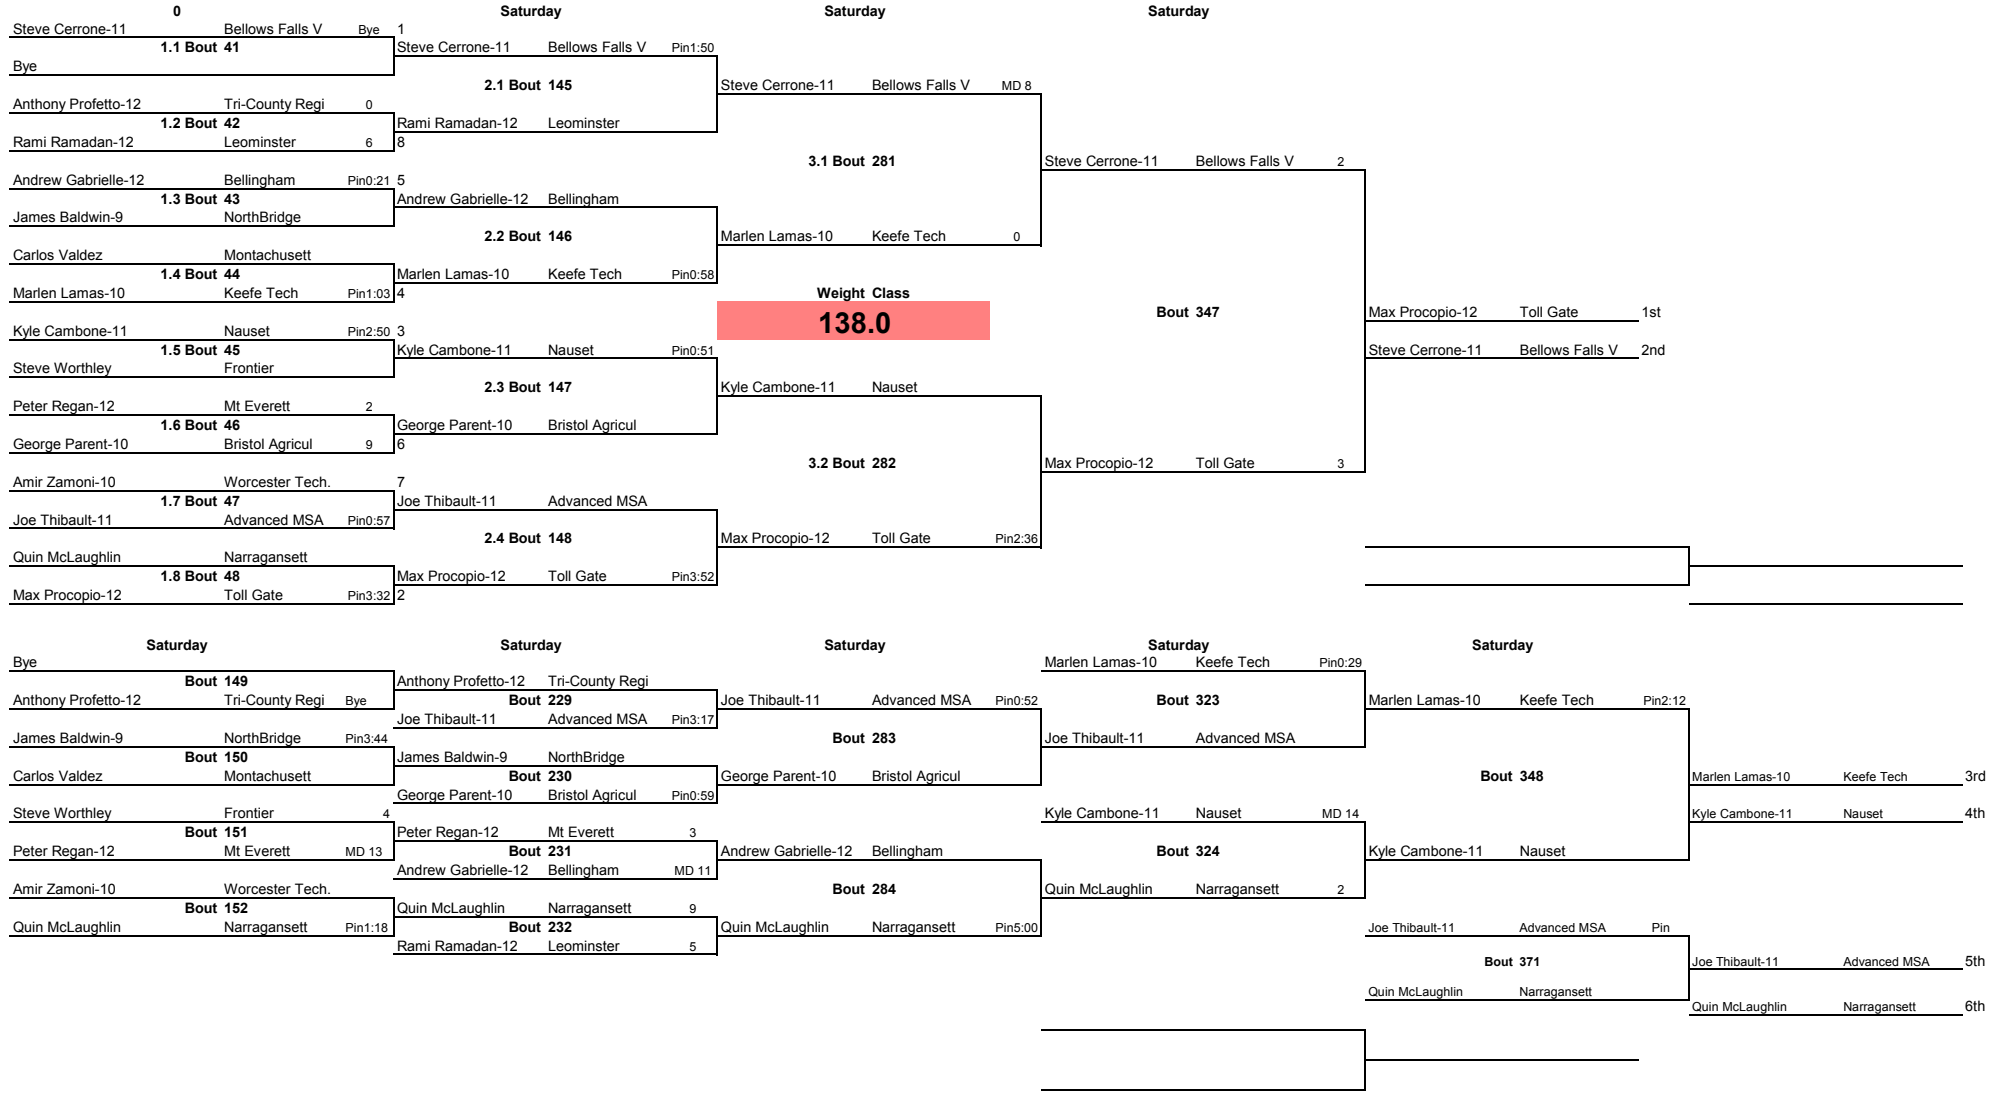 0 Saturday Saturday Saturday
Steve Cerrone-11 Bellows Falls V Bye 1
1.1 Bout 41
Steve Cerrone-11 Bellows Falls V Pin1:50
Bye
2.1 Bout 145
Steve Cerrone-11 Bellows Falls V MD 8
Anthony Profetto-12 Tri-County Regi 0
1.2 Bout 42
Rami Ramadan-12 Leominster
Rami Ramadan-12 Leominster 6 8
3.1 Bout 281
Steve Cerrone-11 Bellows Falls V 2
Andrew Gabrielle-12 Bellingham Pin0:21 5
1.3 Bout 43
Andrew Gabrielle-12 Bellingham
James Baldwin-9 NorthBridge
2.2 Bout 146
Marlen Lamas-10 Keefe Tech 0
Carlos Valdez Montachusett
1.4 Bout 44
Marlen Lamas-10 Keefe Tech Pin0:58
Marlen Lamas-10 Keefe Tech Pin1:03 4
Weight Class
138.0
Bout 347
Max Procopio-12 Toll Gate 1st
Kyle Cambone-11 Nauset Pin2:50 3
1.5 Bout 45
Kyle Cambone-11 Nauset Pin0:51
Steve Cerrone-11 Bellows Falls V 2nd
Steve Worthley Frontier
2.3 Bout 147
Kyle Cambone-11 Nauset
Peter Regan-12 Mt Everett 2
1.6 Bout 46
George Parent-10 Bristol Agricul
George Parent-10 Bristol Agricul 9 6
3.2 Bout 282
Max Procopio-12 Toll Gate 3
Amir Zamoni-10 Worcester Tech. 7
1.7 Bout 47
Joe Thibault-11 Advanced MSA
Joe Thibault-11 Advanced MSA Pin0:57
2.4 Bout 148
Max Procopio-12 Toll Gate Pin2:36
Quin McLaughlin Narragansett
1.8 Bout 48
Max Procopio-12 Toll Gate Pin3:52
Max Procopio-12 Toll Gate Pin3:32 2
Saturday Saturday Saturday Saturday Saturday
Bye
Marlen Lamas-10 Keefe Tech Pin0:29
Bout 149
Anthony Profetto-12 Tri-County Regi
Anthony Profetto-12 Tri-County Regi Bye
Bout 229
Joe Thibault-11 Advanced MSA Pin0:52
Bout 323
Marlen Lamas-10 Keefe Tech Pin2:12
Joe Thibault-11 Advanced MSA Pin3:17
James Baldwin-9 NorthBridge Pin3:44
Bout 283
Joe Thibault-11 Advanced MSA
Bout 150
James Baldwin-9 NorthBridge
Carlos Valdez Montachusett
Bout 230
George Parent-10 Bristol Agricul
Bout 348
Marlen Lamas-10 Keefe Tech 3rd
George Parent-10 Bristol Agricul Pin0:59
Steve Worthley Frontier 4
Kyle Cambone-11 Nauset MD 14
Kyle Cambone-11 Nauset 4th
Bout 151
Peter Regan-12 Mt Everett 3
Peter Regan-12 Mt Everett MD 13
Bout 231
Andrew Gabrielle-12 Bellingham
Bout 324
Kyle Cambone-11 Nauset
Andrew Gabrielle-12 Bellingham MD 11
Amir Zamoni-10 Worcester Tech.
Bout 284
Quin McLaughlin Narragansett 2
Bout 152
Quin McLaughlin Narragansett 9
Quin McLaughlin Narragansett Pin1:18
Bout 232
Quin McLaughlin Narragansett Pin5:00
Joe Thibault-11 Advanced MSA Pin
Rami Ramadan-12 Leominster 5
Bout 371
Joe Thibault-11 Advanced MSA 5th
Quin McLaughlin Narragansett
Quin McLaughlin Narragansett 6th